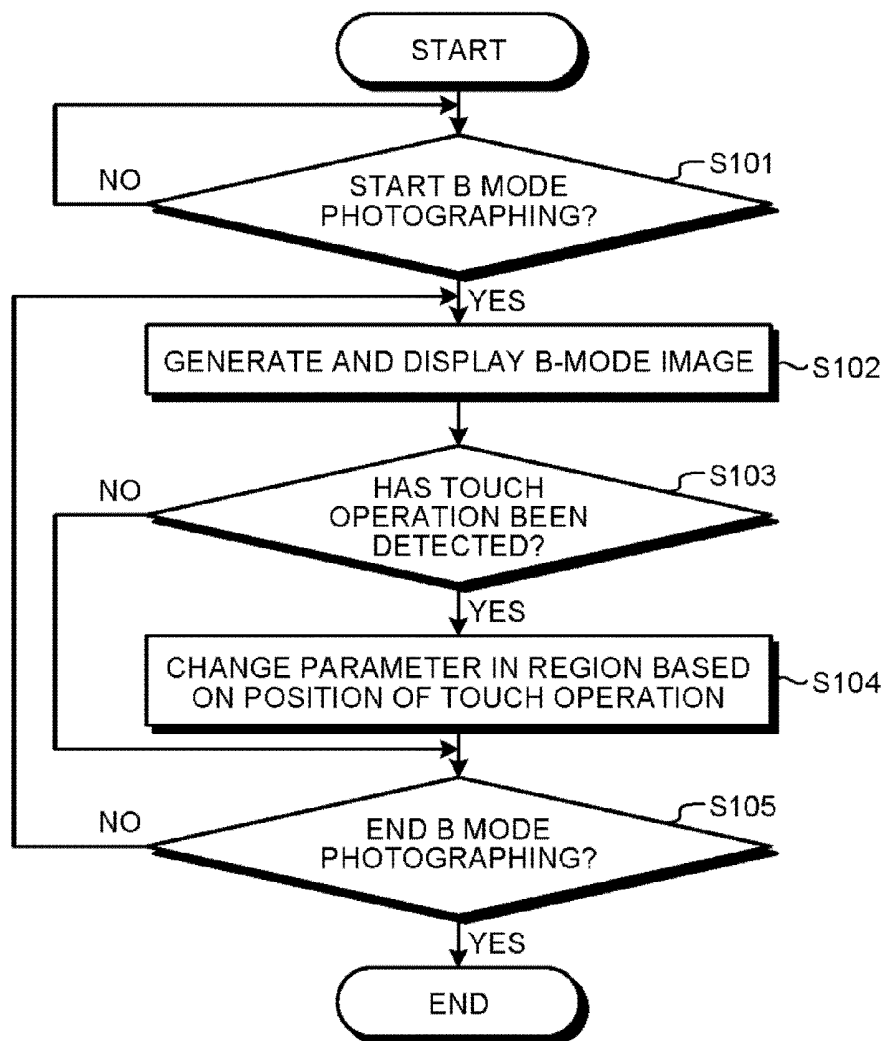 START
S101
NO
START B MODE
PHOTOGRAPHING?
YES
GENERATE AND DISPLAY B-MODE IMAGE
S102
S103
NO
HAS TOUCH
OPERATION BEEN
DETECTED?
YES
CHANGE PARAMETER IN REGION BASED
ON POSITION OF TOUCH OPERATION
S104
S105
NO
END B MODE
PHOTOGRAPHING?
YES
END